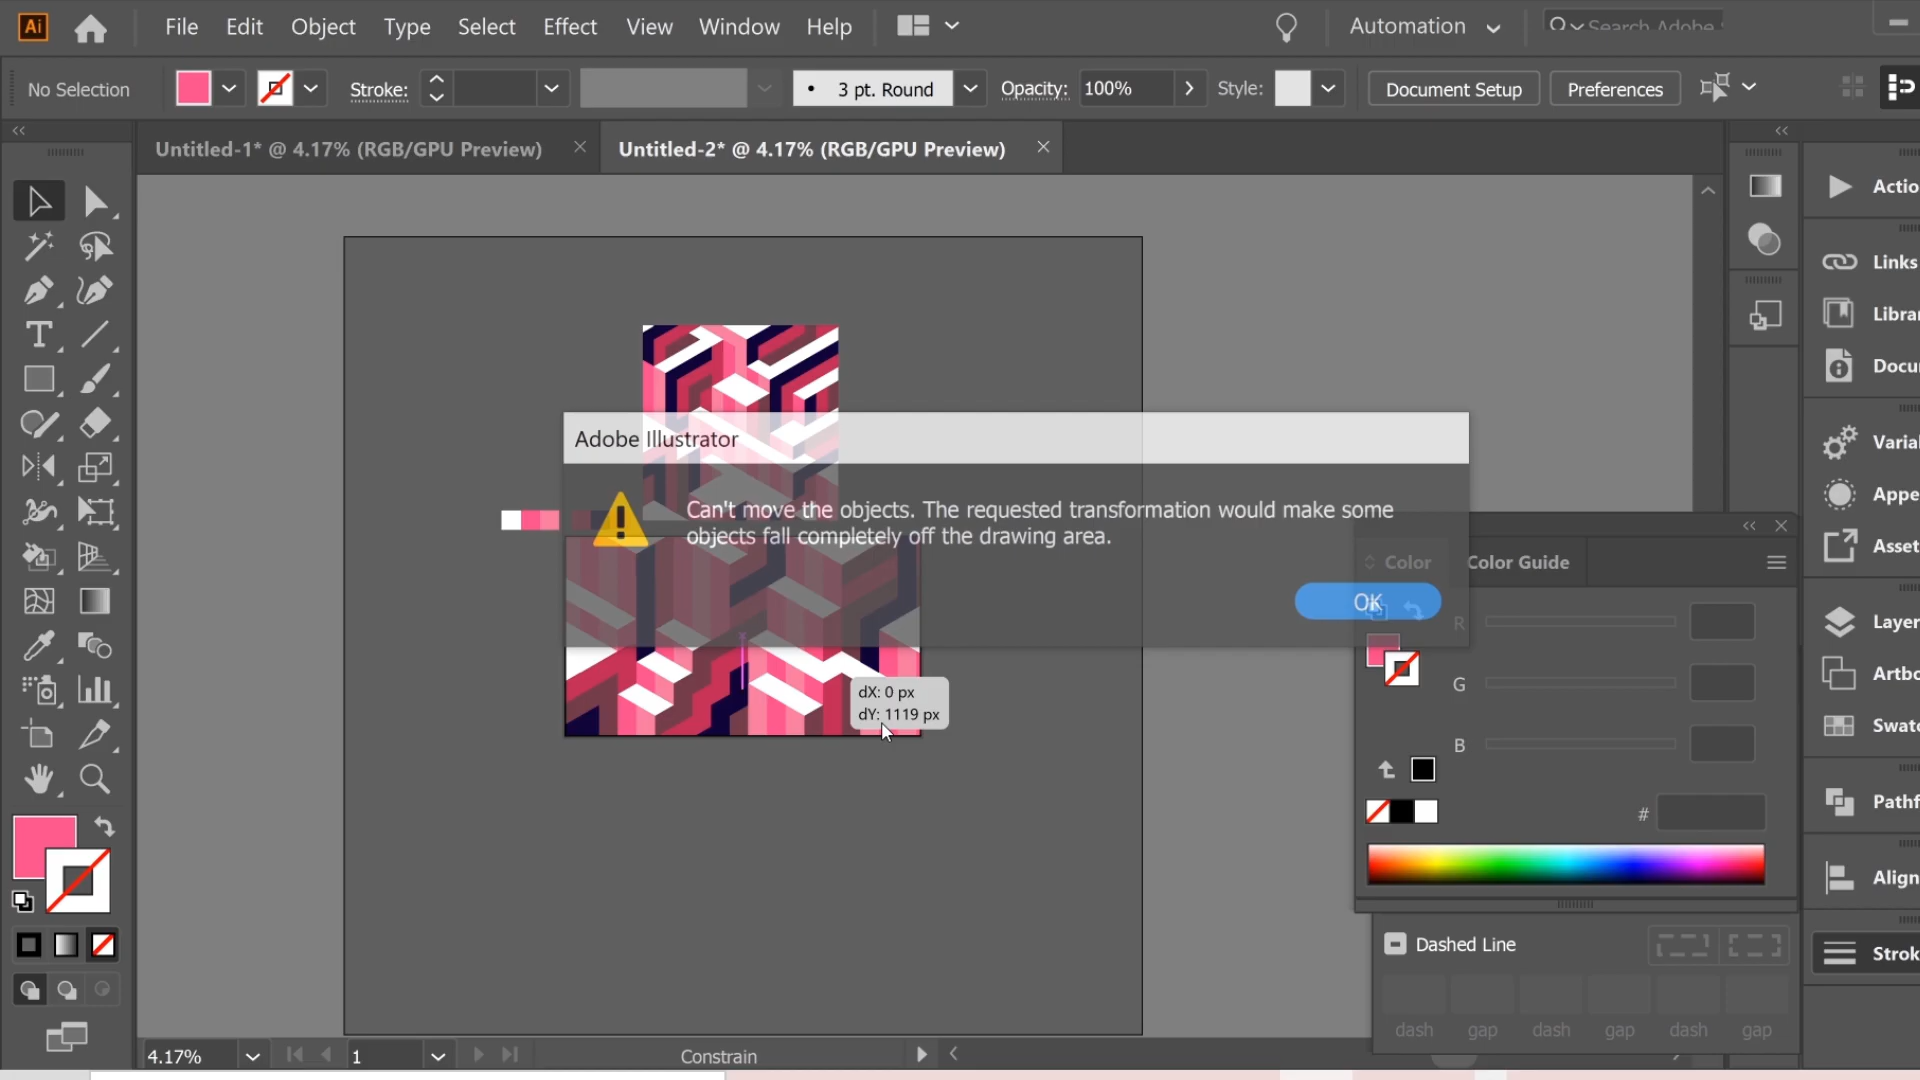 Ai File Edit Object Type Select Effect View Window Help Automation Search Adobe
No Selection Stroke: 3 pt. Round Opacity: 100% Style: Document Setup Preferences
Untitled-1* @ 4.17% (RGB/GPU Preview) Untitled-2* @ 4.17% (RGB/GPU Preview)
Actio
Links
Librar
Docu
Adobe Illustrator
Variab
Appe
Can't move the objects. The requested transformation would make some
objects fall completely off the drawing area.
Asset
Color Color Guide
OK
R
Layer
Artbo
G
dX: 0 px
dY: 1119 px
Swatc
B
Pathf
#
Align
Dashed Line
Strok
dash gap dash gap dash gap
4.17% 1 Constrain